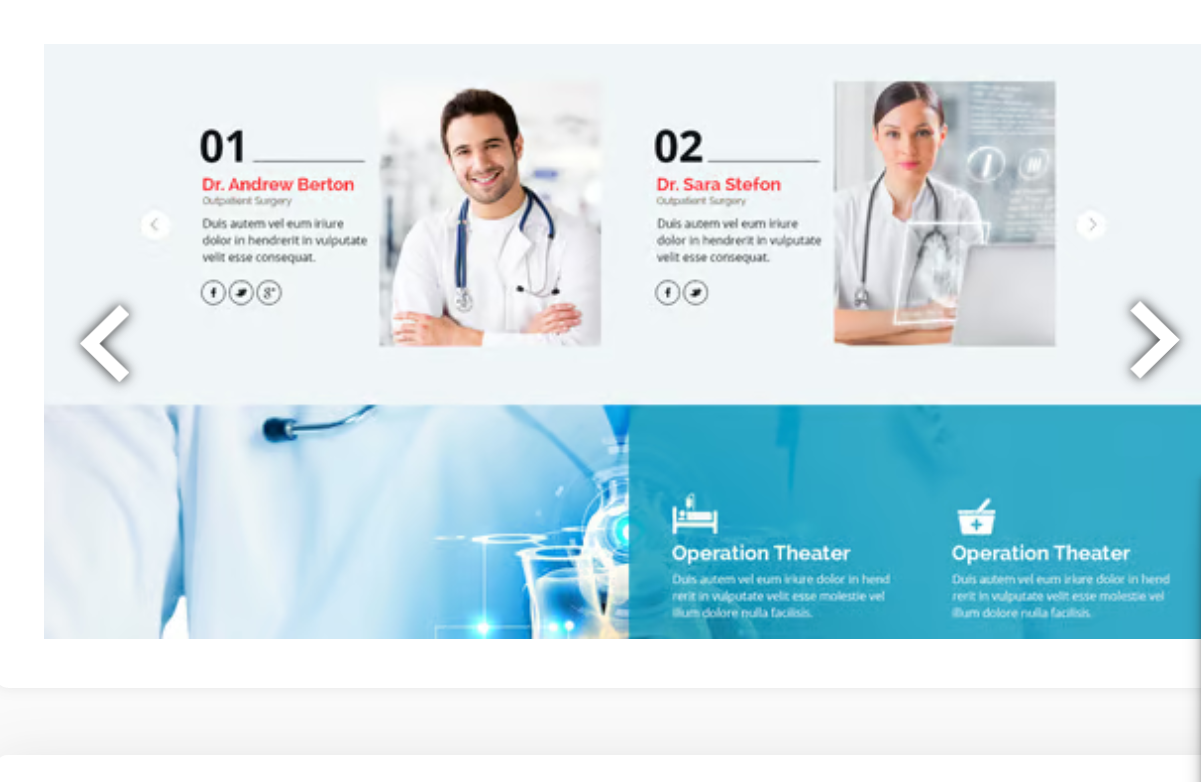 01
Dr. Andrew Berton
Outpatient Surgery
Duis autem vel eum iriure
dolor in hendrerit in vulputate
velit esse consequat.
02
Dr. Sara Stefon
Outpatient Surgery
Duis autem vel eum iriure
dolor in hendrerit in vulputate
velit esse consequat.
Operation Theater
Duis autem vel eum iriure dolor in hend
rerit in vulputate velit esse molestie vel
illum dolore nulla facilisis.
Operation Theater
Duis autem vel eum iriure dolor in hend
rerit in vulputate velit esse molestie vel
illum dolore nulla facilisis.